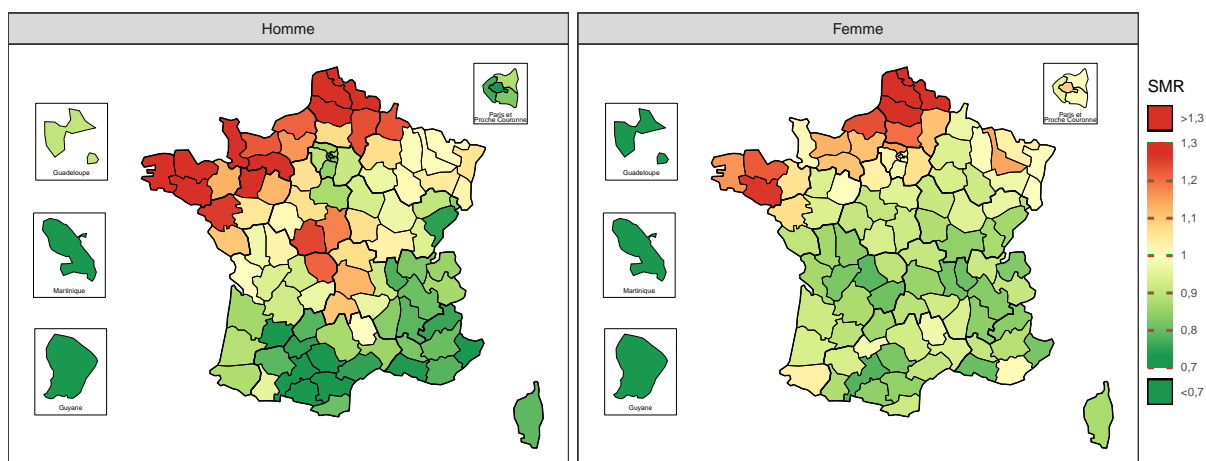 Homme
Femme
Paris et
Proche Couronne
Guadeloupe
Martinique
Guyane
Paris et
Proche Couronne
Guadeloupe
Martinique
Guyane
SMR
>1,3
1,3
1,2
1,1
1
0,9
0,8
0,7
<0,7